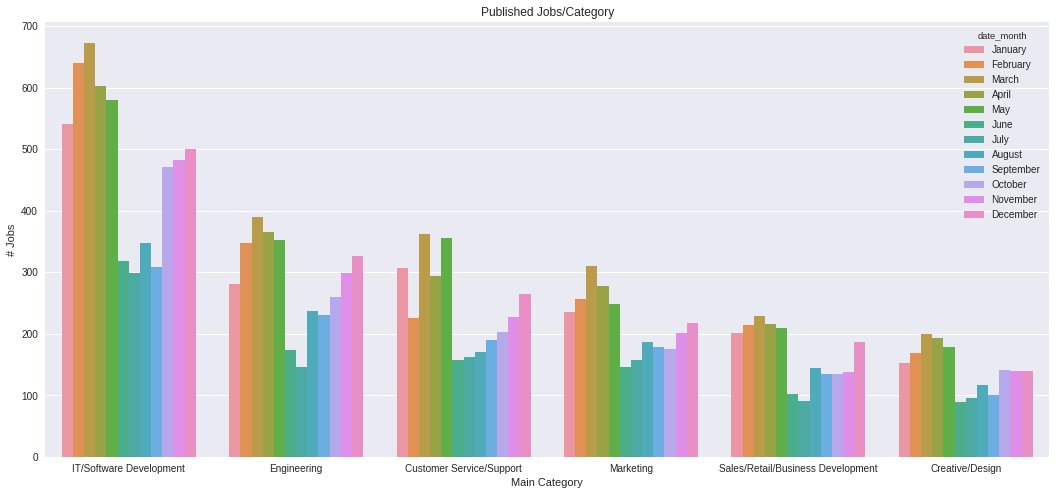 Published Jobs/Category
700
600
500
400
300
200
100
0
# Jobs
date_month
January
February
March
April
May
June
July
August
September
October
November
December
IT/Software Development
Engineering
Customer Service/Support
Marketing
Sales/Retail/Business Development
Creative/Design
Main Category